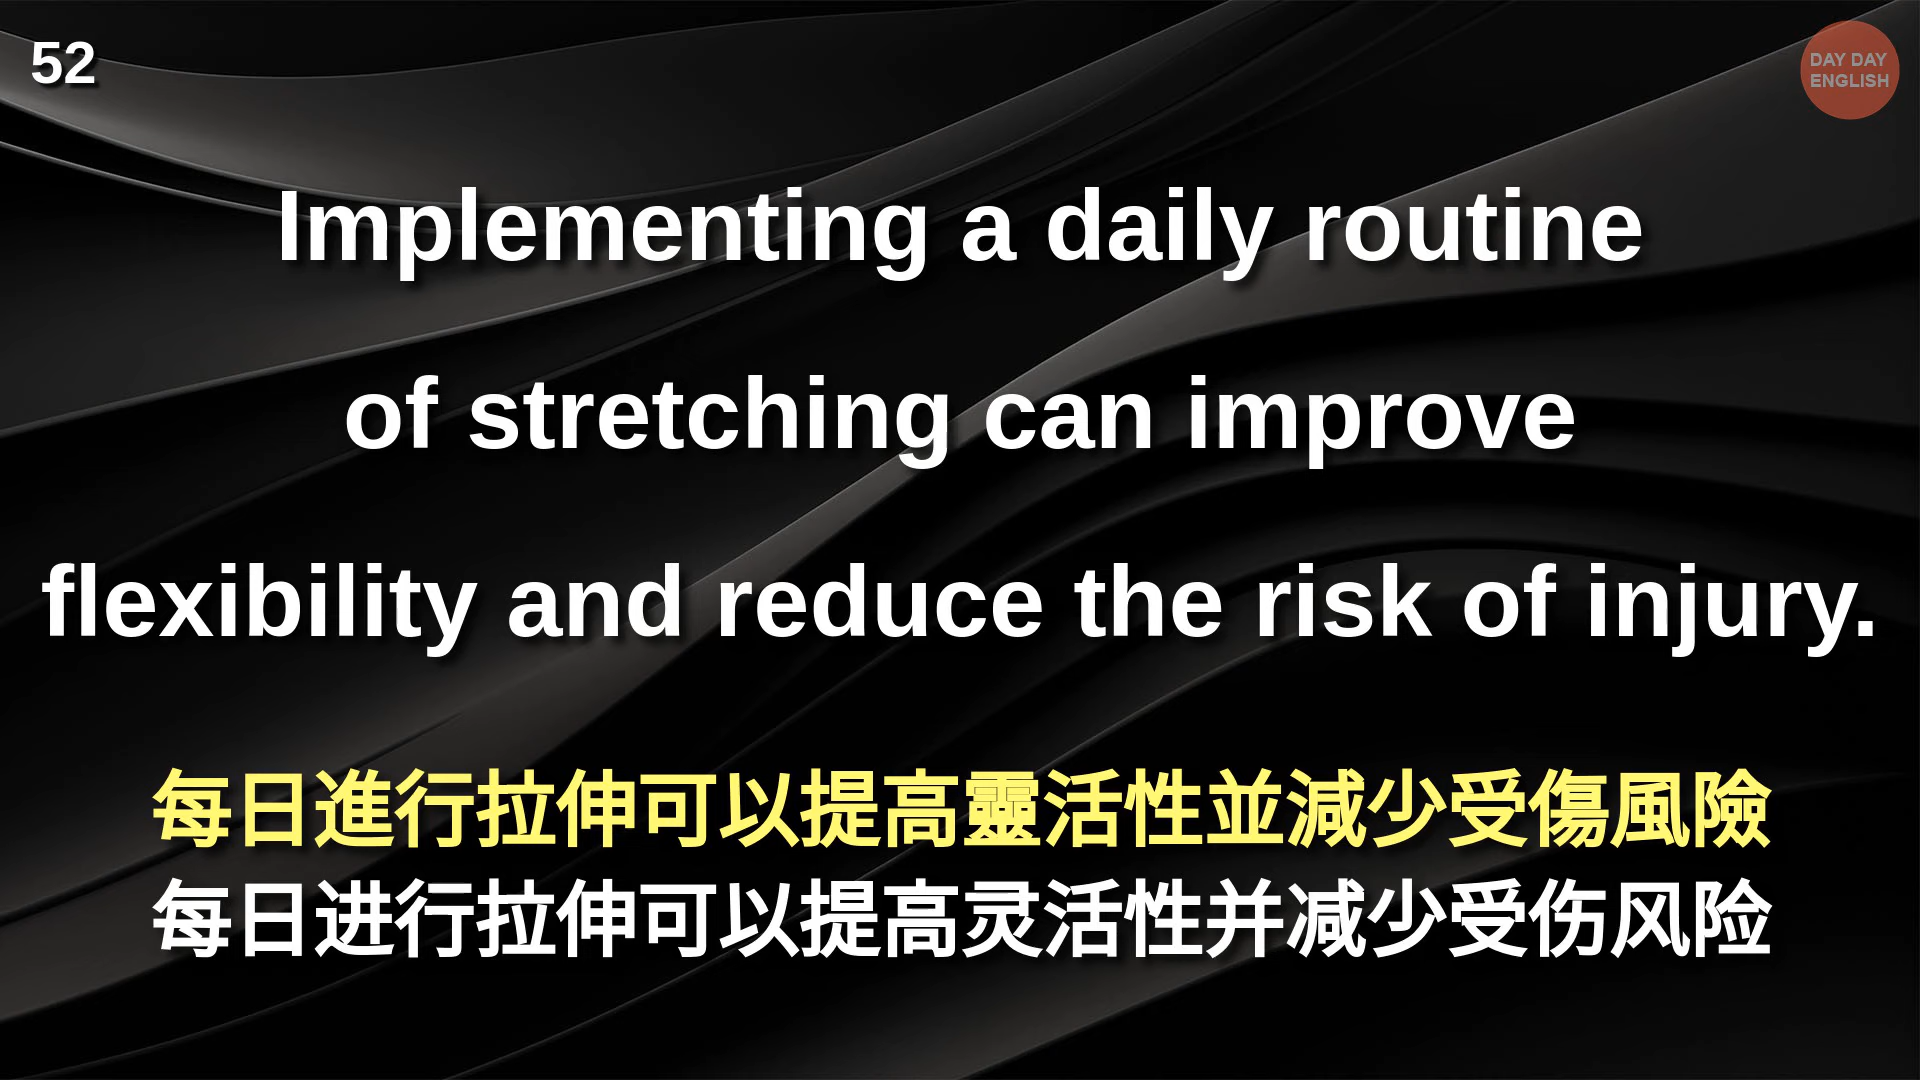 52
DAY DAY
ENGLISH
Implementing a daily routine
of stretching can improve
flexibility and reduce the risk of injury.
每日進行拉伸可以提高靈活性並減少受傷風險
每日进行拉伸可以提高灵活性并减少受伤风险